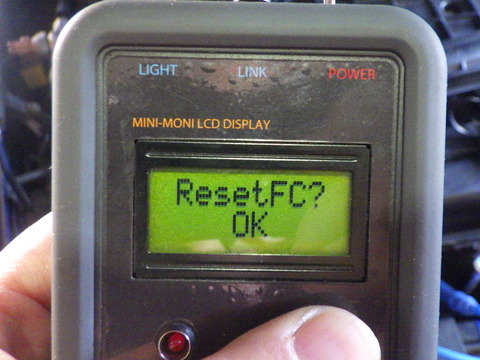 LIGHT LINK POWER
MINI-MONI LCD DISPLAY
ResetFC?
OK